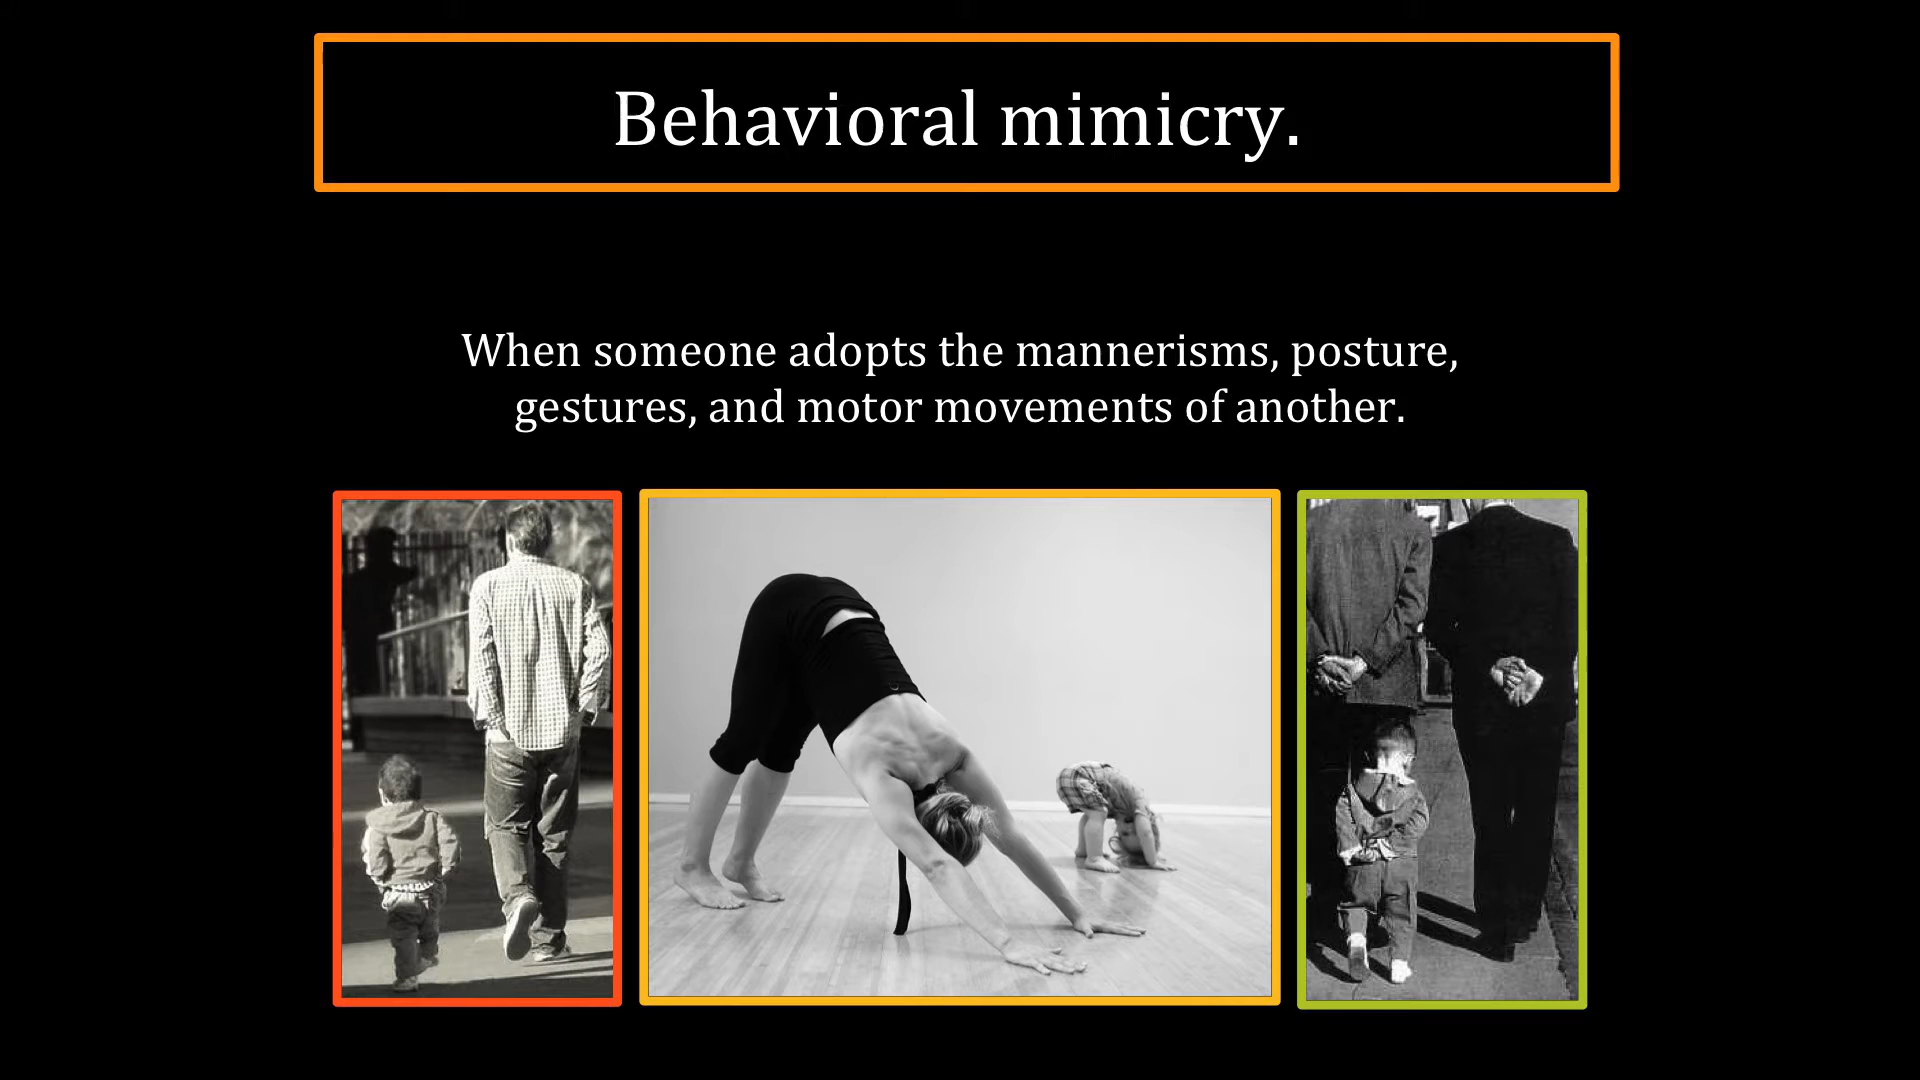 Behavioral mimicry.
When someone adopts the mannerisms, posture,
gestures, and motor movements of another.